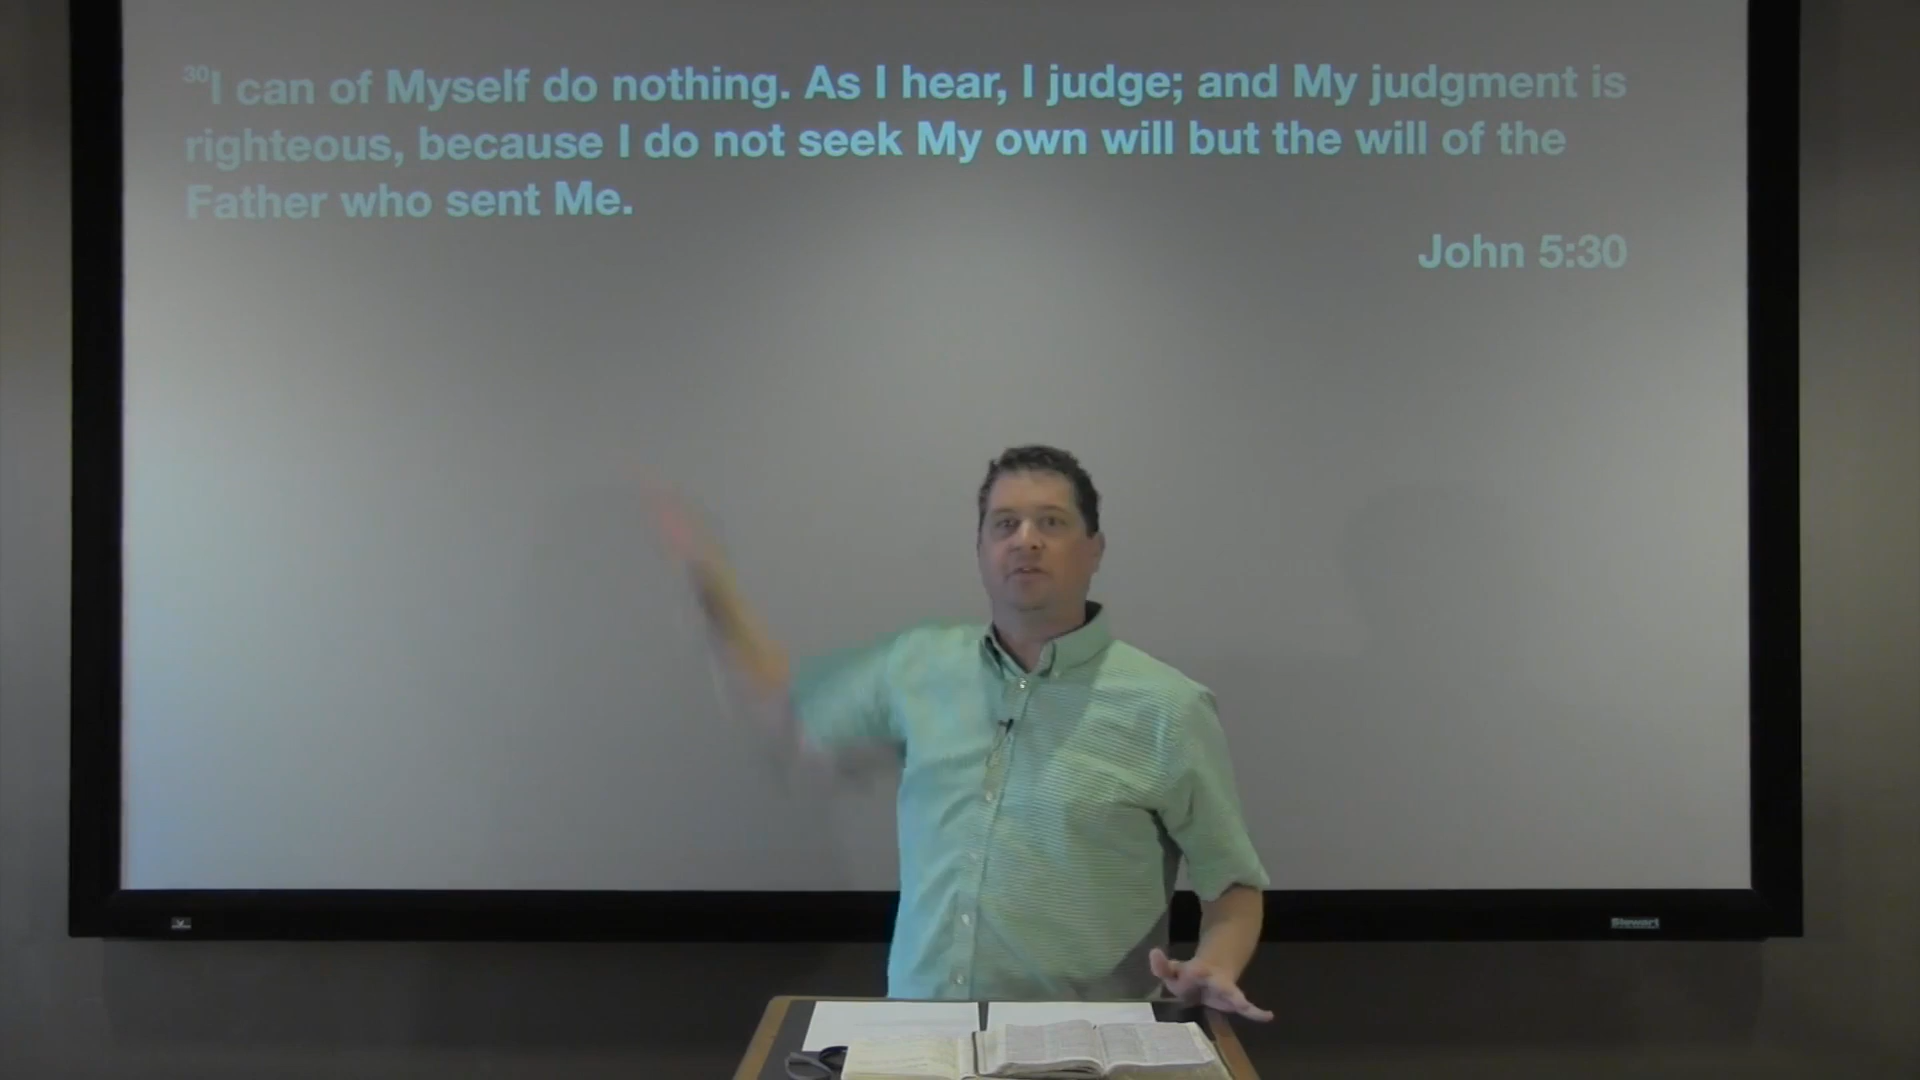 30I can of Myself do nothing. As I hear, I judge; and My judgment is
righteous, because I do not seek My own will but the will of the
Father who sent Me.
John 5:30
Stewart